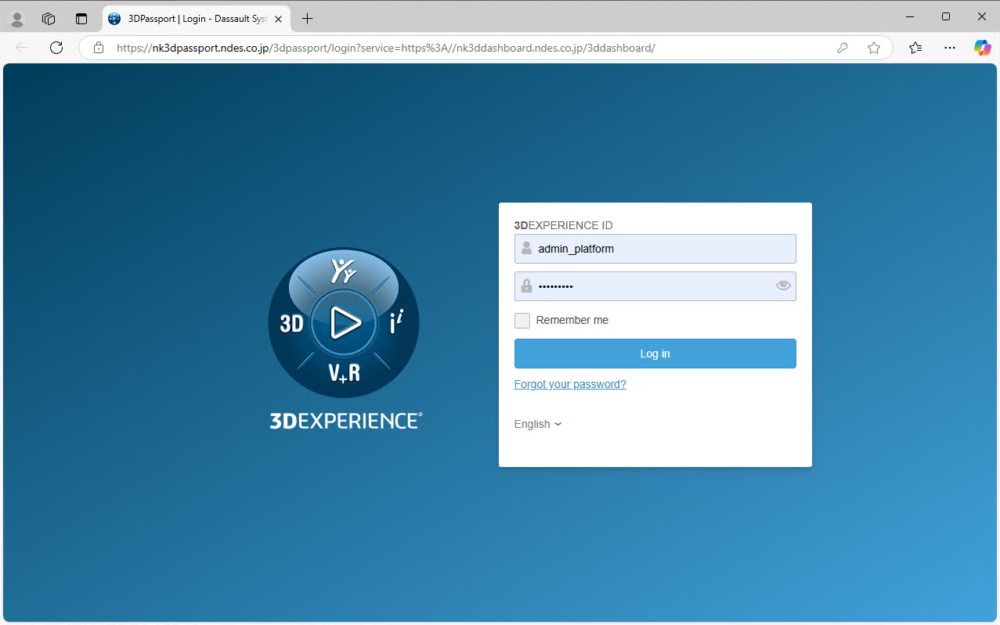 3DPassport | Login - Dassault Syst
https://nk3dpassport.ndes.co.jp/3dpassport/login?service=https%3A//nk3ddashboard.ndes.co.jp/3ddashboard/
3DEXPERIENCE ID
admin_platform
•••••••••
Remember me
Log in
Forgot your password?
English
3D
i i
V+R
3DEXPERIENCE®